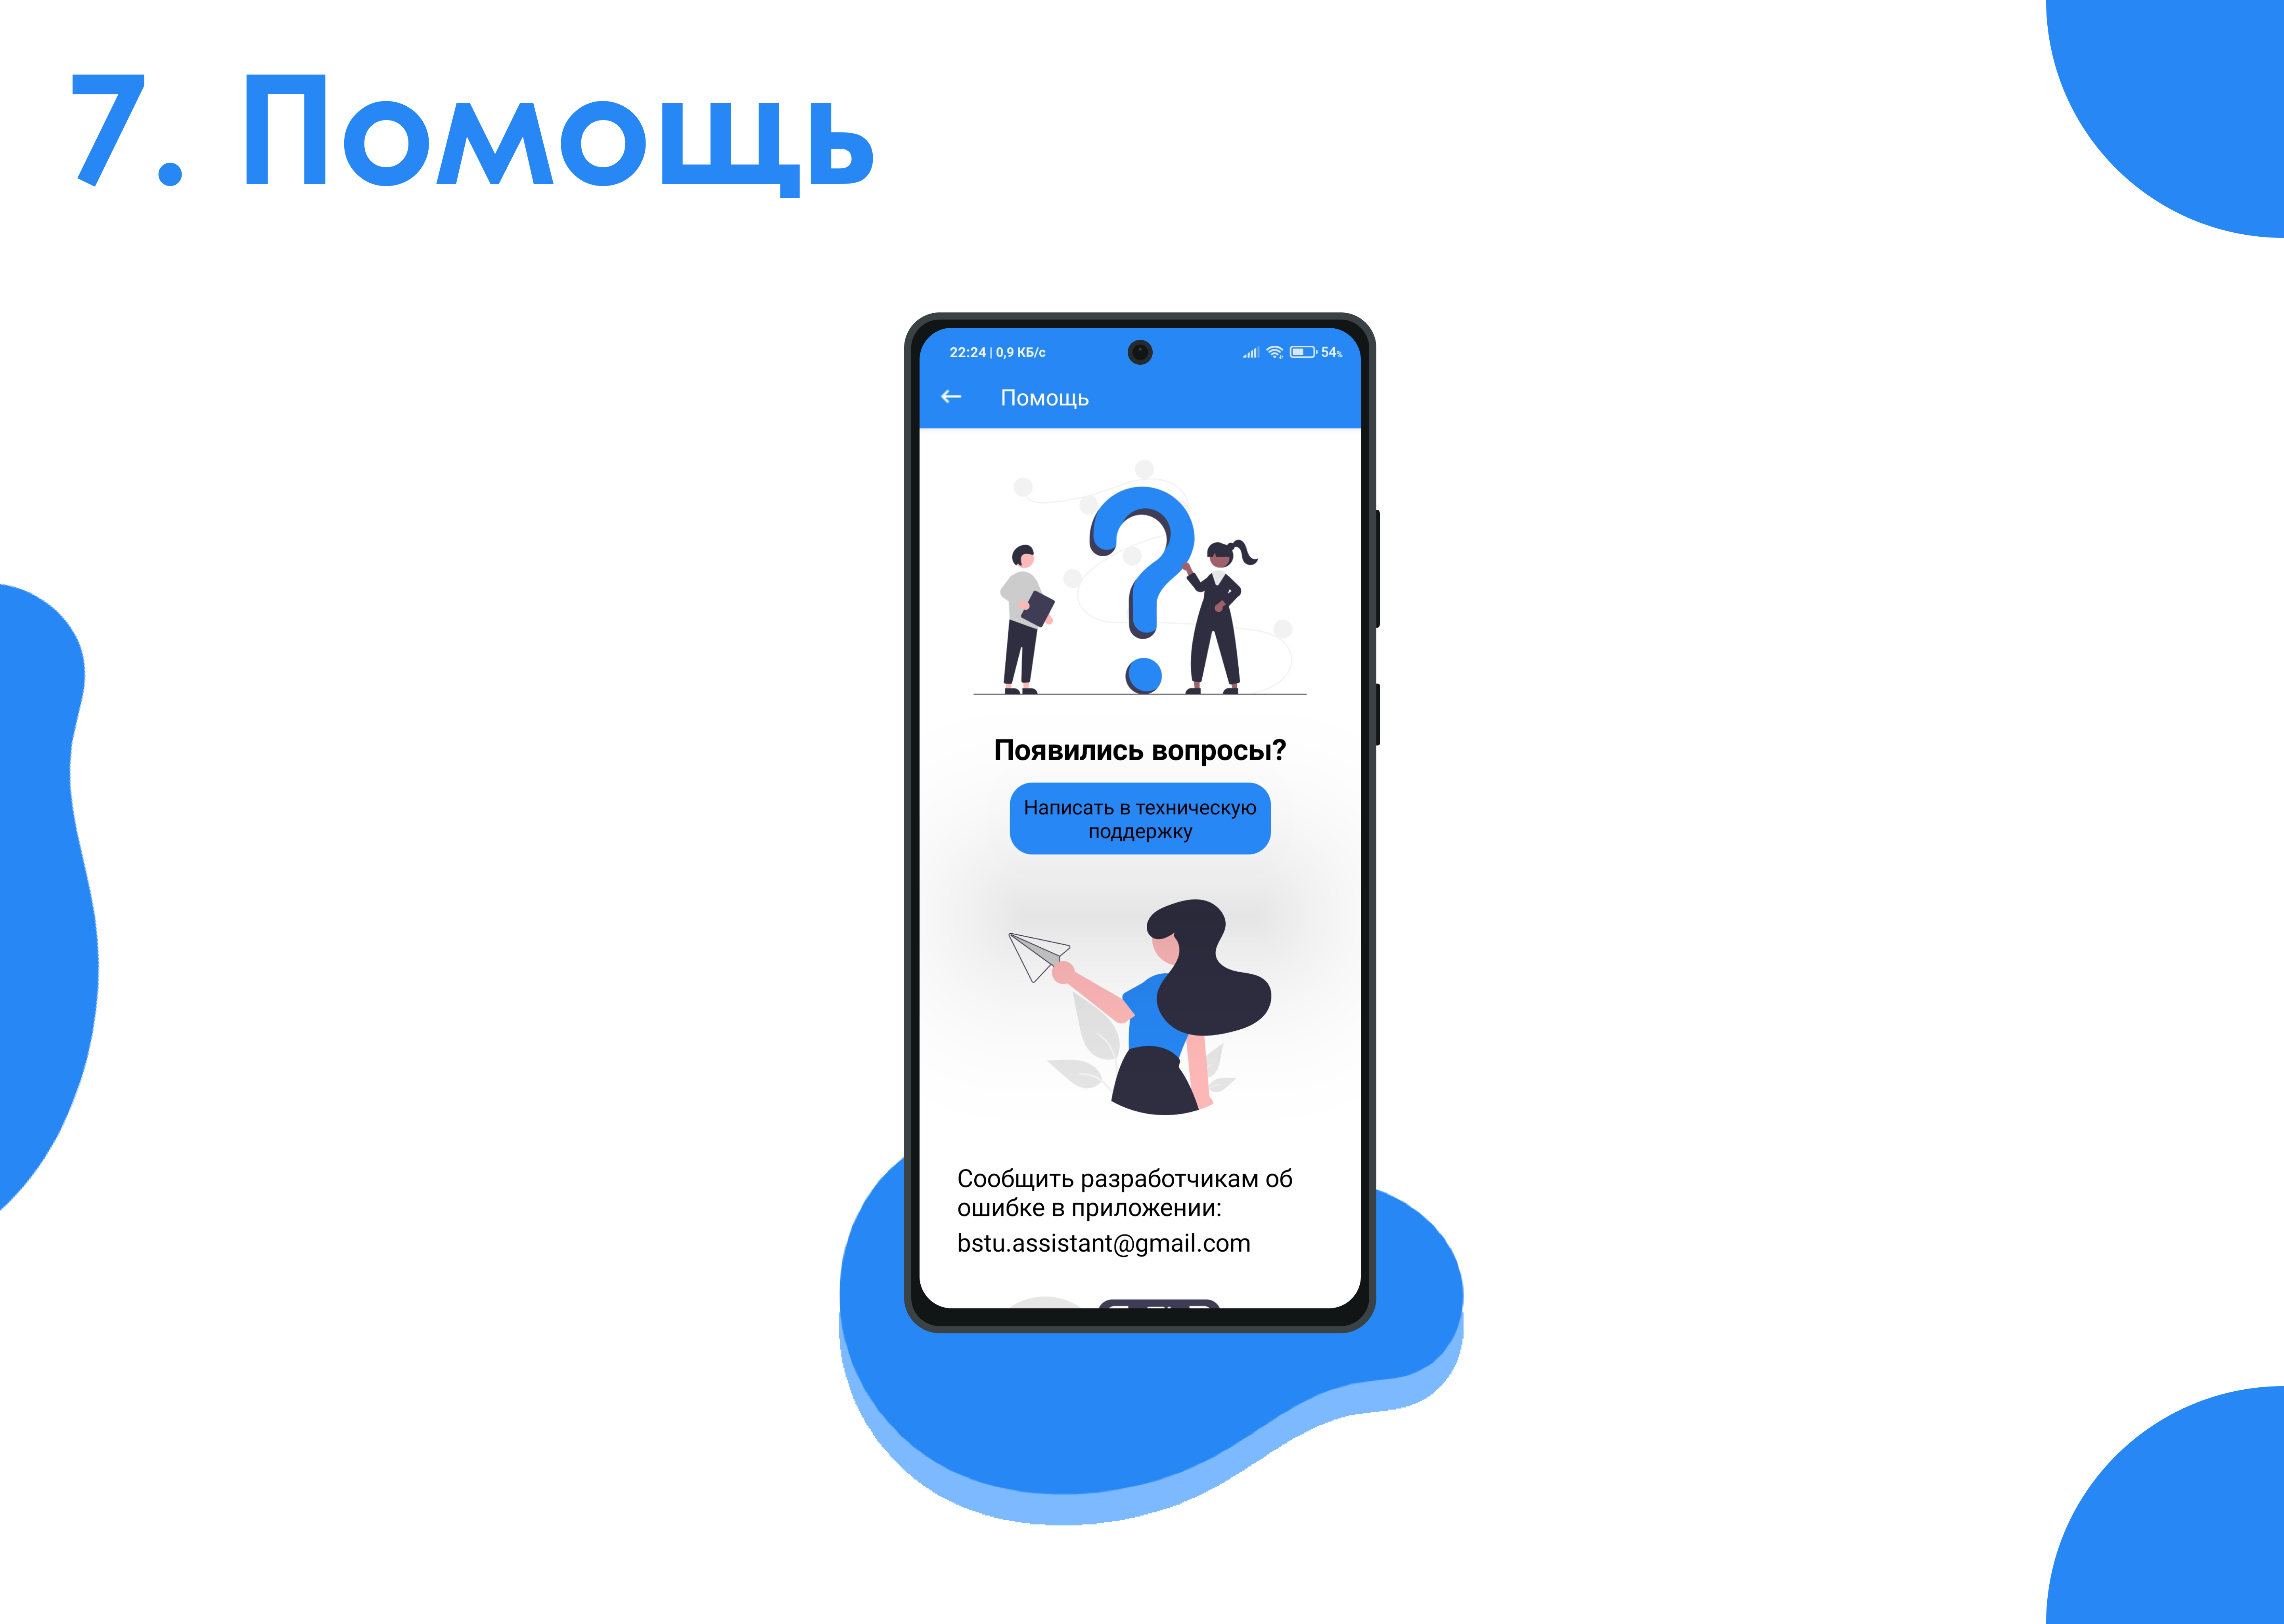 7. Помощь
22:24 | 0,9 КБ/с
54%
Помощь
Появились вопросы?
Написать в техническую
поддержку
Сообщить разработчикам об
ошибке в приложении:
bstu.assistant@gmail.com